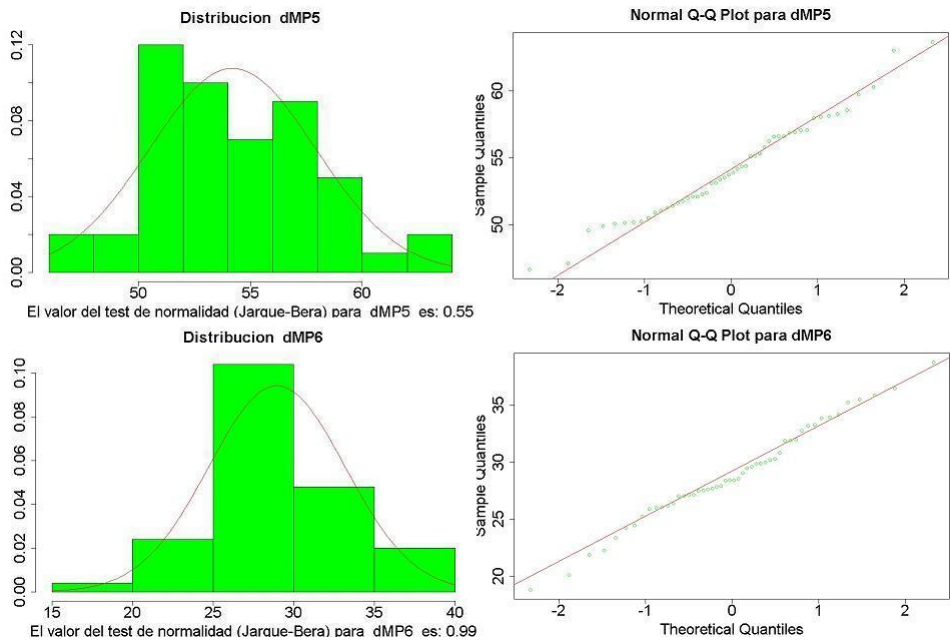 Distribucion dMP5
0.12
0.08
0.04
0.00
50 55 60
El valor del test de normalidad (Jarque-Bera) para dMP5 es: 0.55
Normal Q-Q Plot para dMP5
Sample Quantiles
60
55
50
-2 -1 0 1 2
Theoretical Quantiles
Distribucion dMP6
0.10
0.08
0.06
0.04
0.02
0.00
15 20 25 30 35 40
El valor del test de normalidad (Jarque-Bera) para dMP6 es: 0.99
Normal Q-Q Plot para dMP6
Sample Quantiles
35
30
25
20
-2 -1 0 1 2
Theoretical Quantiles